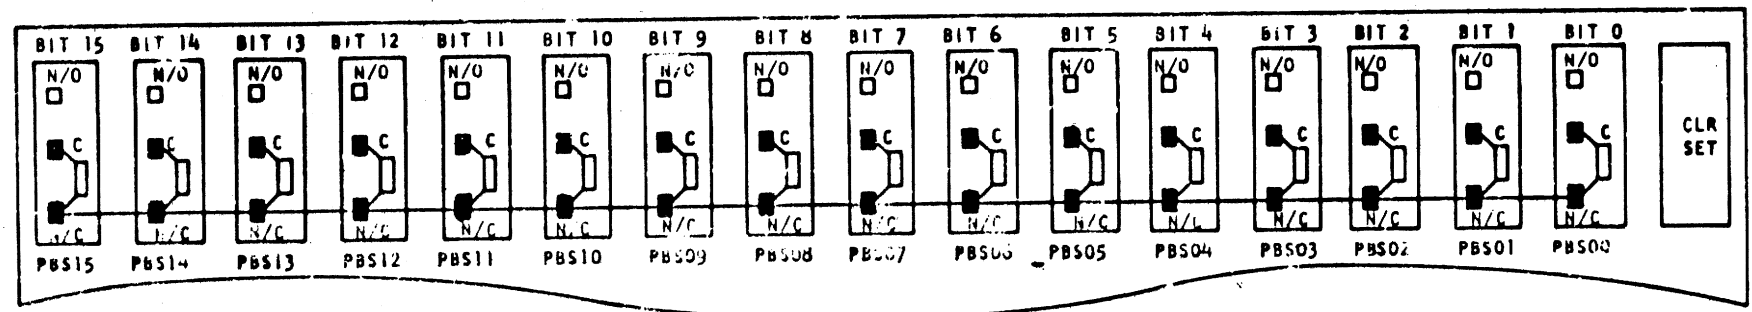 BIT 15 BIT 14 BIT 13 BIT 12 BIT 11 BIT 10 BIT 9 BIT 8 BIT 7 BIT 6 BIT 5 BIT 4 BIT 3 BIT 2 BIT 1 BIT 0
N/O N/O N/O N/O N/O N/O N/O N/O N/O N/O N/O N/O N/O N/O N/O N/O
C C C C C C C C C C C C C C C C CLR
SET
N/C N/C N/C N/C N/C N/C N/C N/C N/C N/C N/C N/C N/C N/C N/C N/C
PBS15 PBS14 PBS13 PBS12 PBS11 PBS10 PBS09 PBS08 PBS07 PBS06 PBS05 PBS04 PBS03 PBS02 PBS01 PBS00